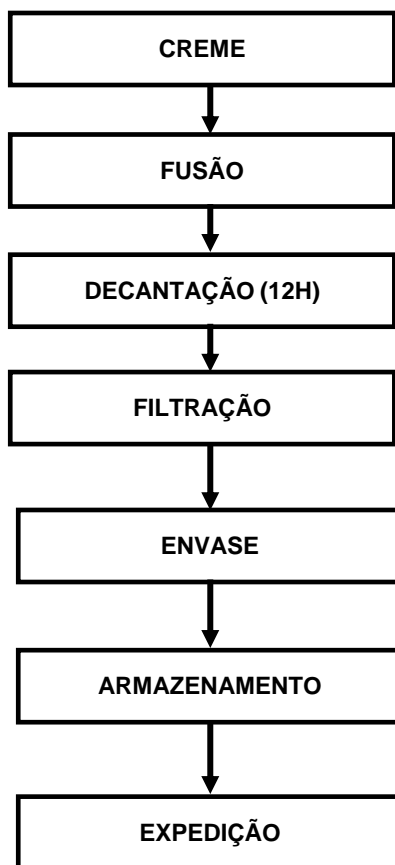 CREME
FUSÃO
DECANTAÇÃO (12H)
FILTRAÇÃO
ENVASE
ARMAZENAMENTO
EXPEDIÇÃO